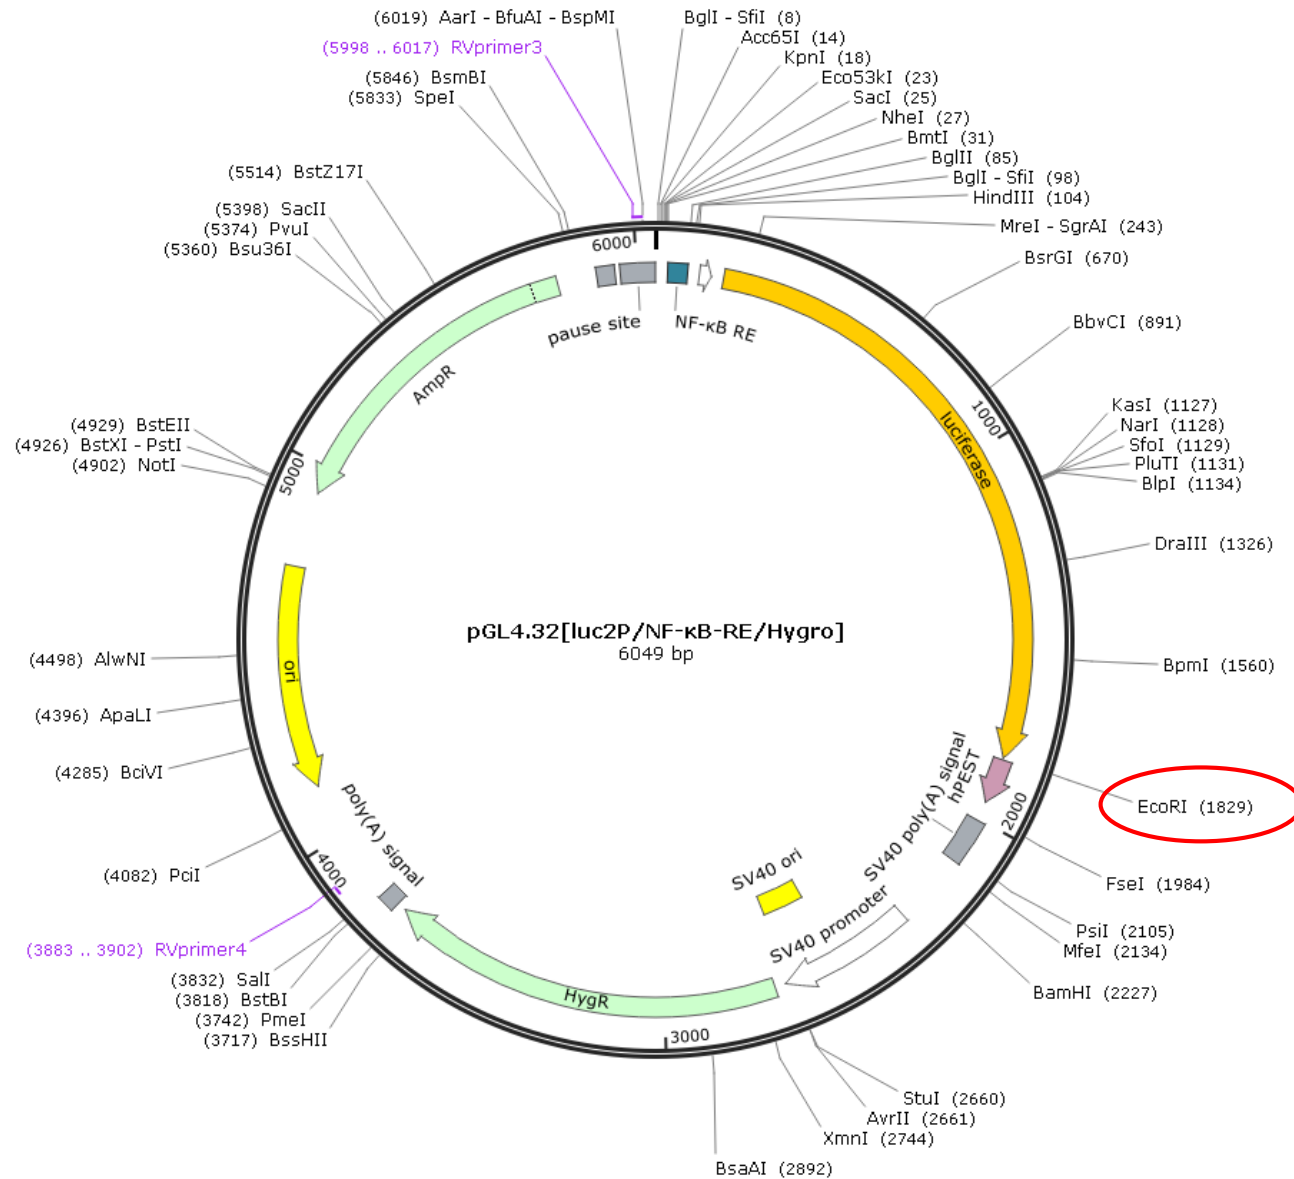 (6019) AarI - BfuAI - BspMI
(5998 .. 6017) RVprimer3
(5846) BsmBI
(5833) SpeI
(5514) BstZ17I
(5398) SacII
(5374) PvuI
(5360) Bsu36I
(4929) BstEII
(4926) BstXI - PstI
(4902) NotI
(4498) AlwNI
(4396) ApaLI
(4285) BciVI
(4082) PciI
(3883 .. 3902) RVprimer4
(3832) SalI
(3818) BstBI
(3742) PmeI
(3717) BssHII
BglI - SfiI (8)
Acc65I (14)
KpnI (18)
Eco53kI (23)
SacI (25)
NheI (27)
BmtI (31)
BglII (85)
BglI - SfiI (98)
HindIII (104)
MreI - SgrAI (243)
BsrGI (670)
BbvCI (891)
KasI (1127)
NarI (1128)
SfoI (1129)
PluTI (1131)
BlpI (1134)
DraIII (1326)
BpmI (1560)
EcoRI (1829)
FseI (1984)
PsiI (2105)
MfeI (2134)
BamHI (2227)
StuI (2660)
AvrII (2661)
XmnI (2744)
BsaAI (2892)
6000
1000
2000
3000
4000
5000
pause site
NF-κB RE
luciferase
hPEST
SV40 poly(A) signal
SV40 ori
SV40 promoter
HygR
poly(A) signal
ori
AmpR
pGL4.32[luc2P/NF-κB-RE/Hygro]
6049 bp